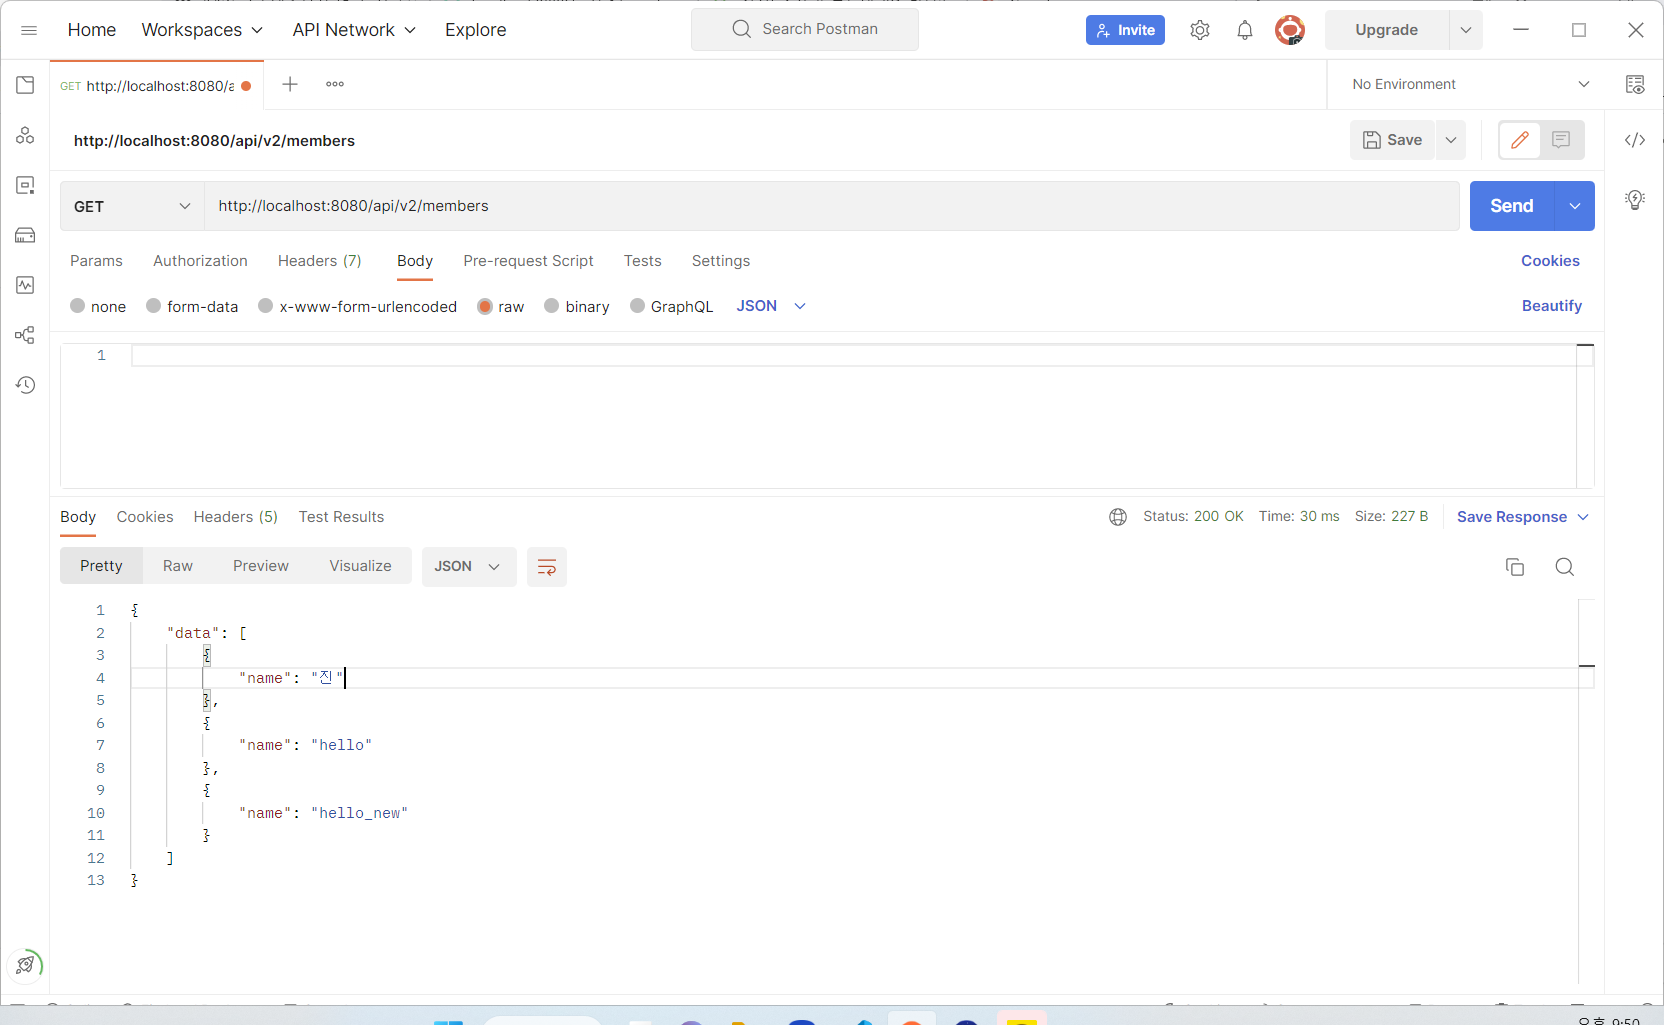 Home Workspaces API Network Explore Search Postman Invite Upgrade
GET http://localhost:8080/a No Environment
http://localhost:8080/api/v2/members Save
GET http://localhost:8080/api/v2/members Send
Params Authorization Headers (7) Body Pre-request Script Tests Settings Cookies
none form-data x-www-form-urlencoded raw binary GraphQL JSON Beautify
1
Body Cookies Headers (5) Test Results Status: 200 OK Time: 30 ms Size: 227 B Save Response
Pretty Raw Preview Visualize JSON
1 {
2 "data": [
3 {
4 "name": "진"
5 },
6 {
7 "name": "hello"
8 },
9 {
10 "name": "hello_new"
11 }
12 ]
13 }
오후 9:50